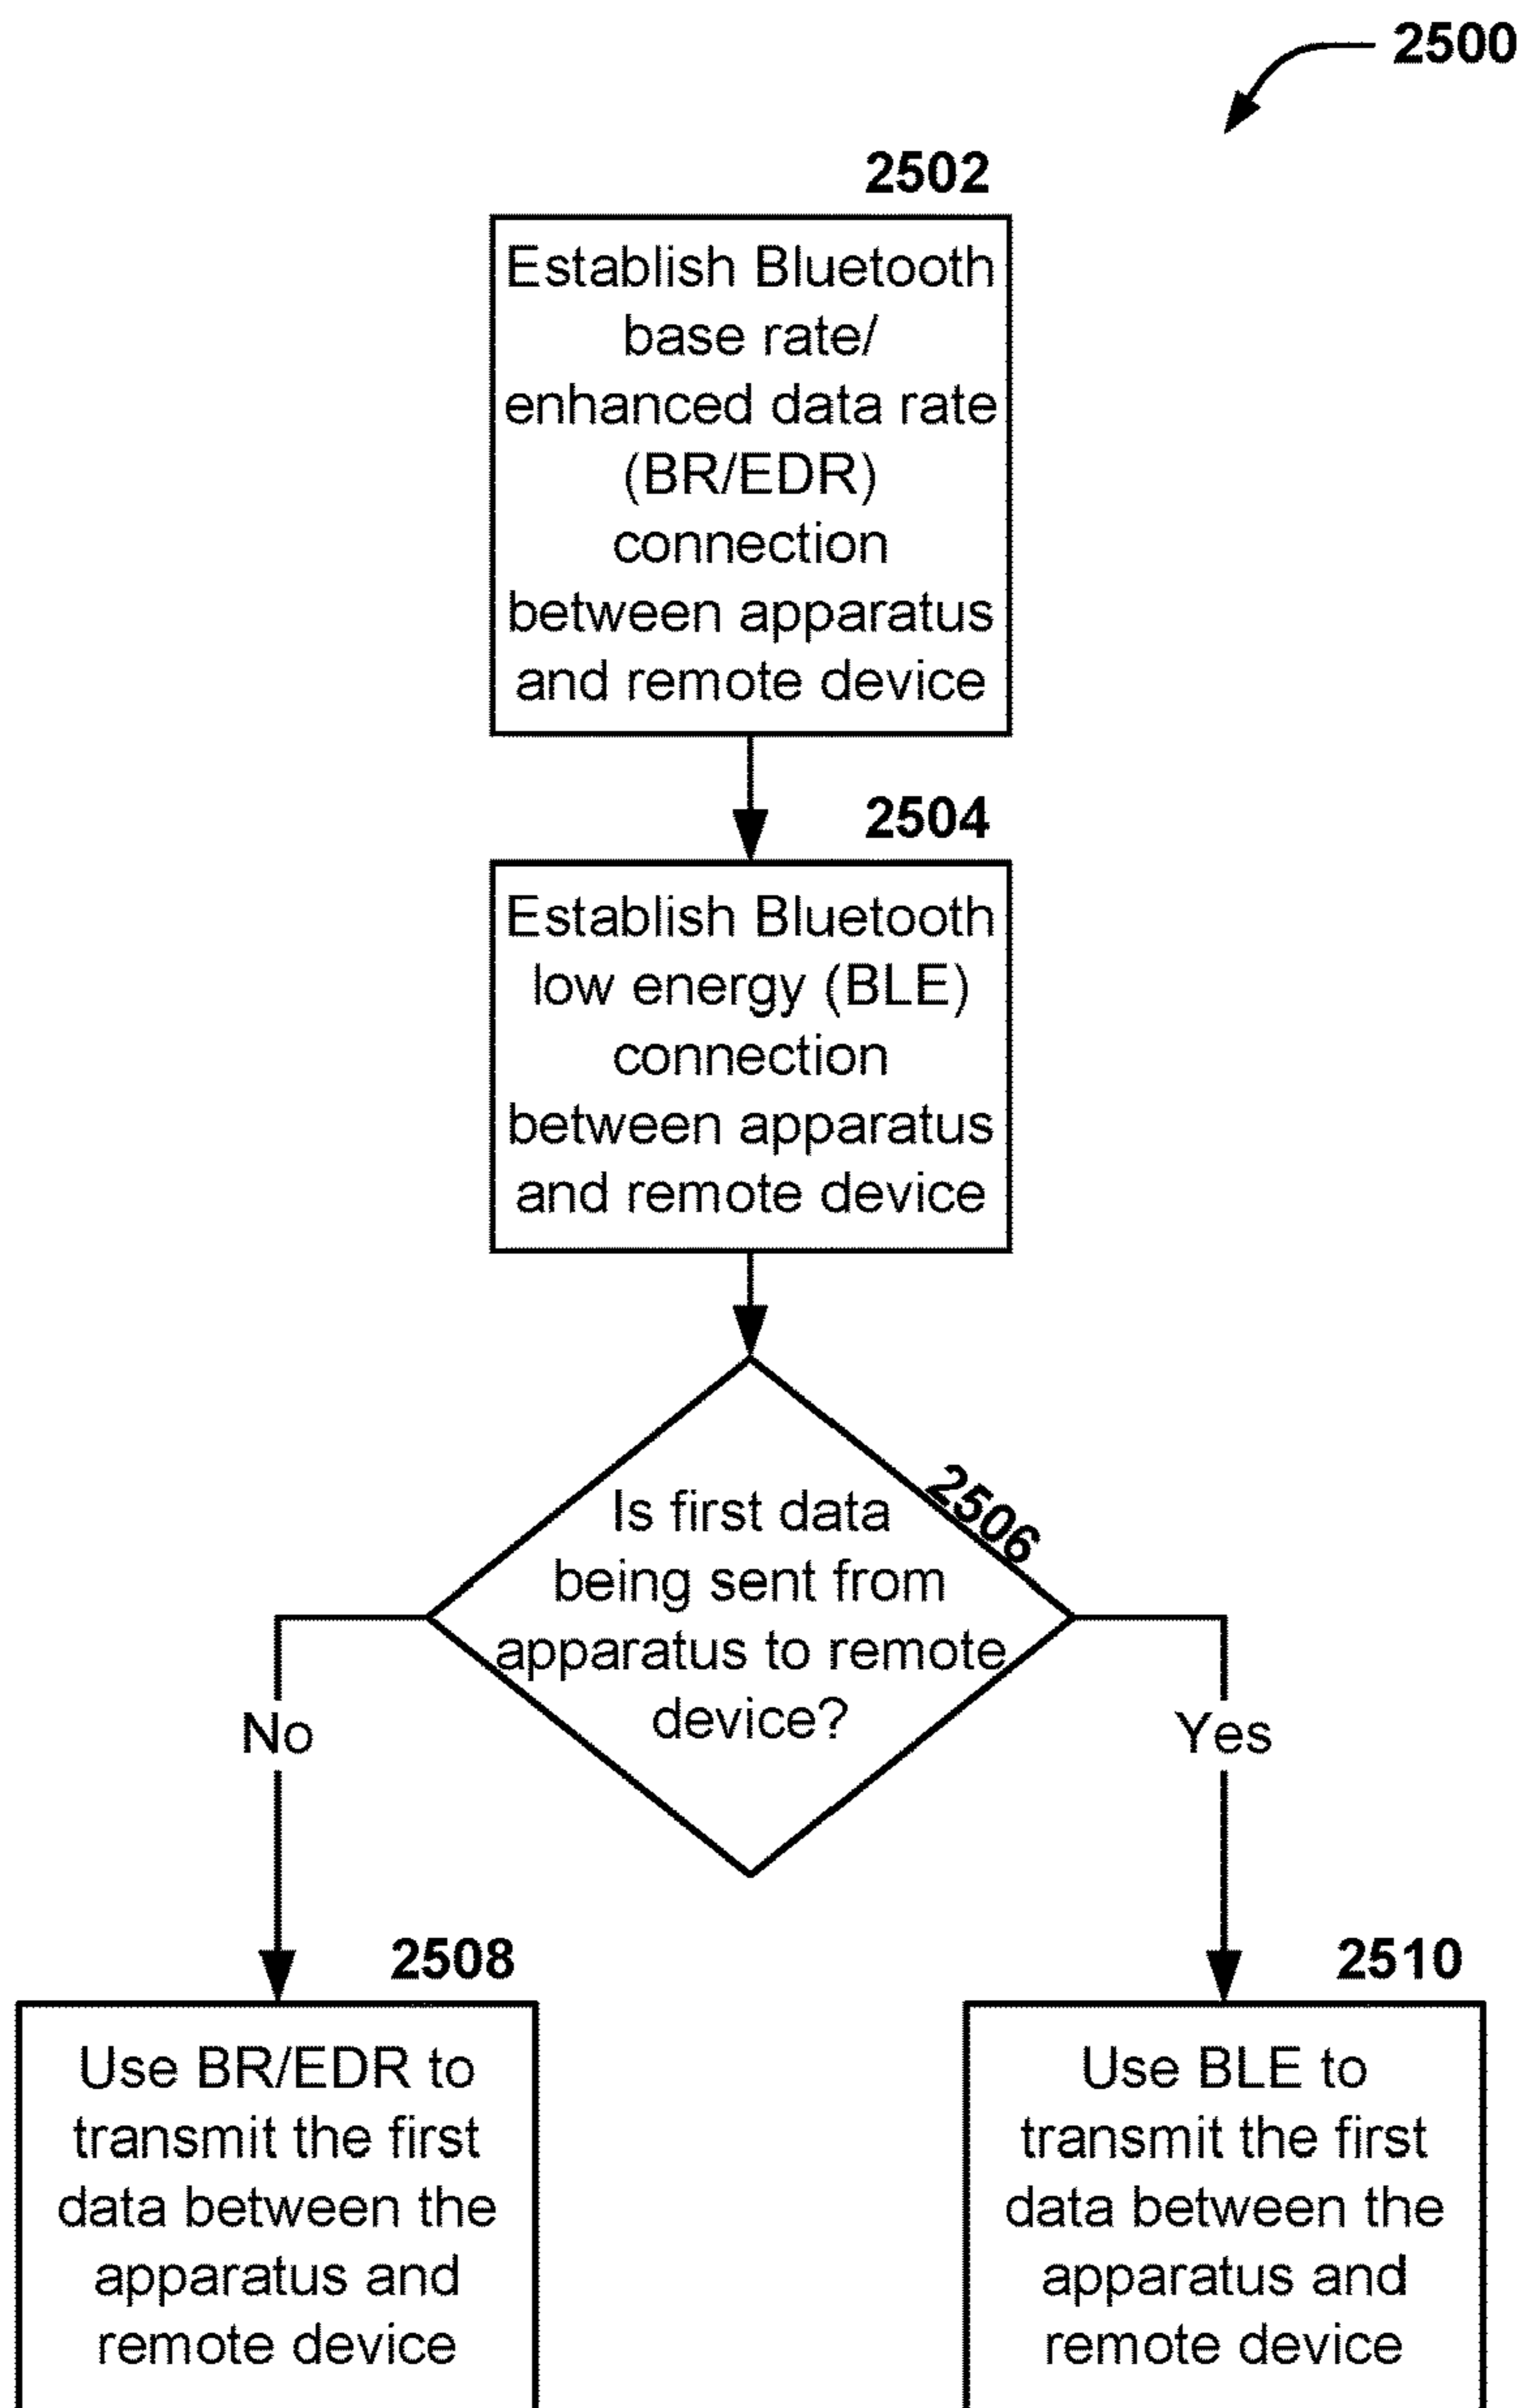 2500
2502
Establish Bluetooth
base rate/
enhanced data rate
(BR/EDR)
connection
between apparatus
and remote device
2504
Establish Bluetooth
low energy (BLE)
connection
between apparatus
and remote device
2506
Is first data
being sent from
apparatus to remote
device?
No
Yes
2508
Use BR/EDR to
transmit the first
data between the
apparatus and
remote device
2510
Use BLE to
transmit the first
data between the
apparatus and
remote device